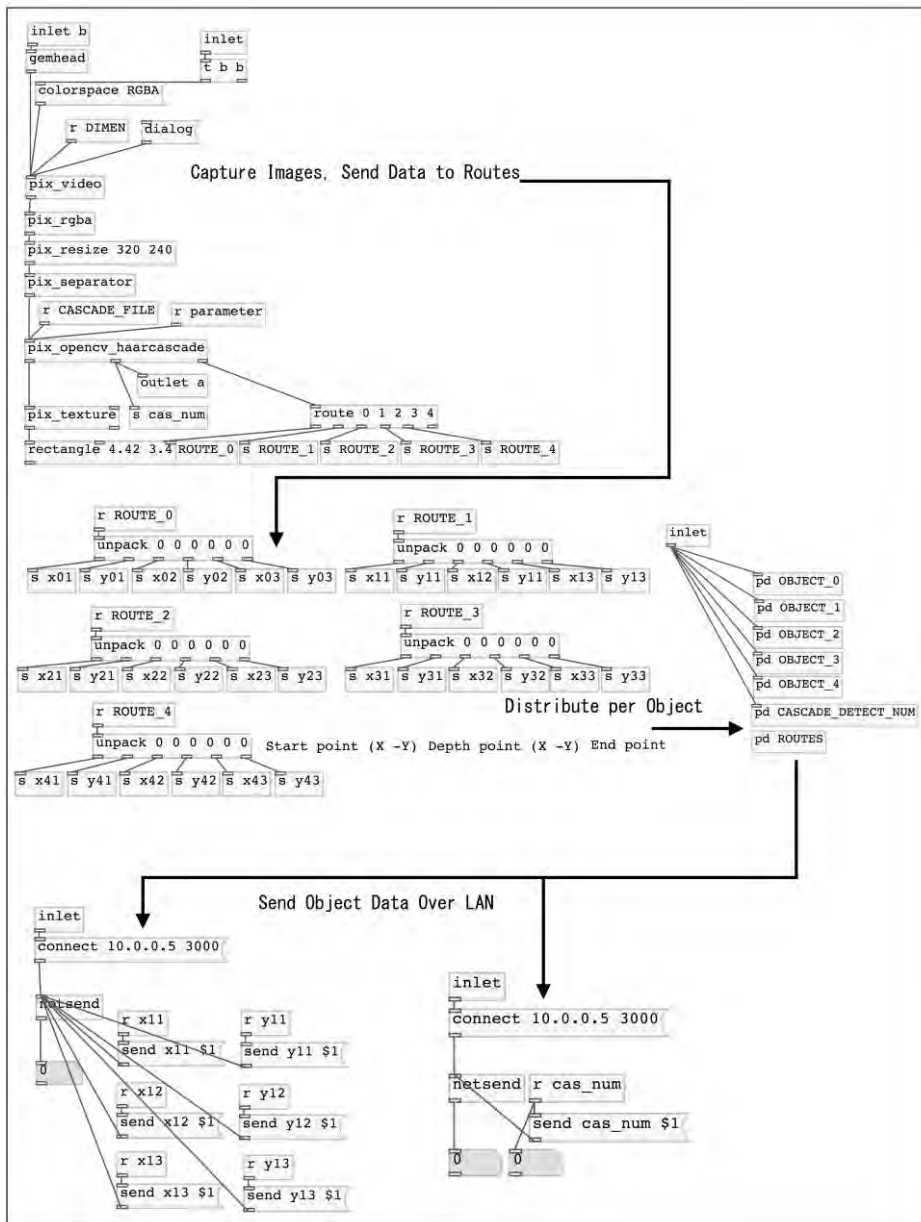 inlet b
inlet
gemhead
t b b
colorspace RGBA
r DIMEN
dialog
Capture Images, Send Data to Routes
pix_video
pix_rgba
pix_resize 320 240
pix_separator
r CASCADE_FILE
r parameter
pix_opencv_haarcascade
outlet a
pix_texture
s cas_num
route 0 1 2 3 4
rectangle 4.42 3.4
ROUTE_0
s ROUTE_1
s ROUTE_2
s ROUTE_3
s ROUTE_4
r ROUTE_0
unpack 0 0 0 0 0 0
s x01
s y01
s x02
s y02
s x03
s y03
r ROUTE_1
unpack 0 0 0 0 0 0
s x11
s y11
s x12
s y11
s x13
s y13
r ROUTE_2
unpack 0 0 0 0 0 0
s x21
s y21
s x22
s y22
s x23
s y23
r ROUTE_3
unpack 0 0 0 0 0 0
s x31
s y31
s x32
s y32
s x33
s y33
r ROUTE_4
unpack 0 0 0 0 0 0
s x41
s y41
s x42
s y42
s x43
s y43
Start point (X -Y) Depth point (X -Y) End point
inlet
pd OBJECT_0
pd OBJECT_1
pd OBJECT_2
pd OBJECT_3
pd OBJECT_4
pd CASCADE_DETECT_NUM
pd ROUTES
Distribute per Object
Send Object Data Over LAN
inlet
connect 10.0.0.5 3000
netsend
0
r x11
send x11 $1
r y11
send y11 $1
r x12
send x12 $1
r y12
send y12 $1
r x13
send x13 $1
r y13
send y13 $1
inlet
connect 10.0.0.5 3000
netsend
r cas_num
send cas_num $1
0
0